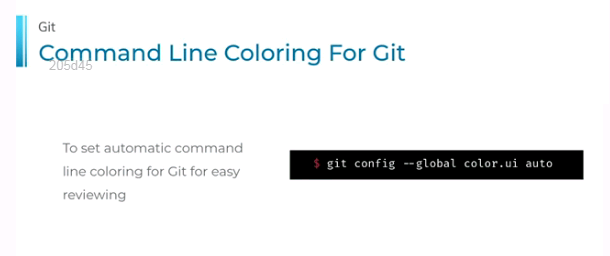 Git
Command Line Coloring For Git
205d45
To set automatic command
line coloring for Git for easy
reviewing
$ git config --global color.ui auto